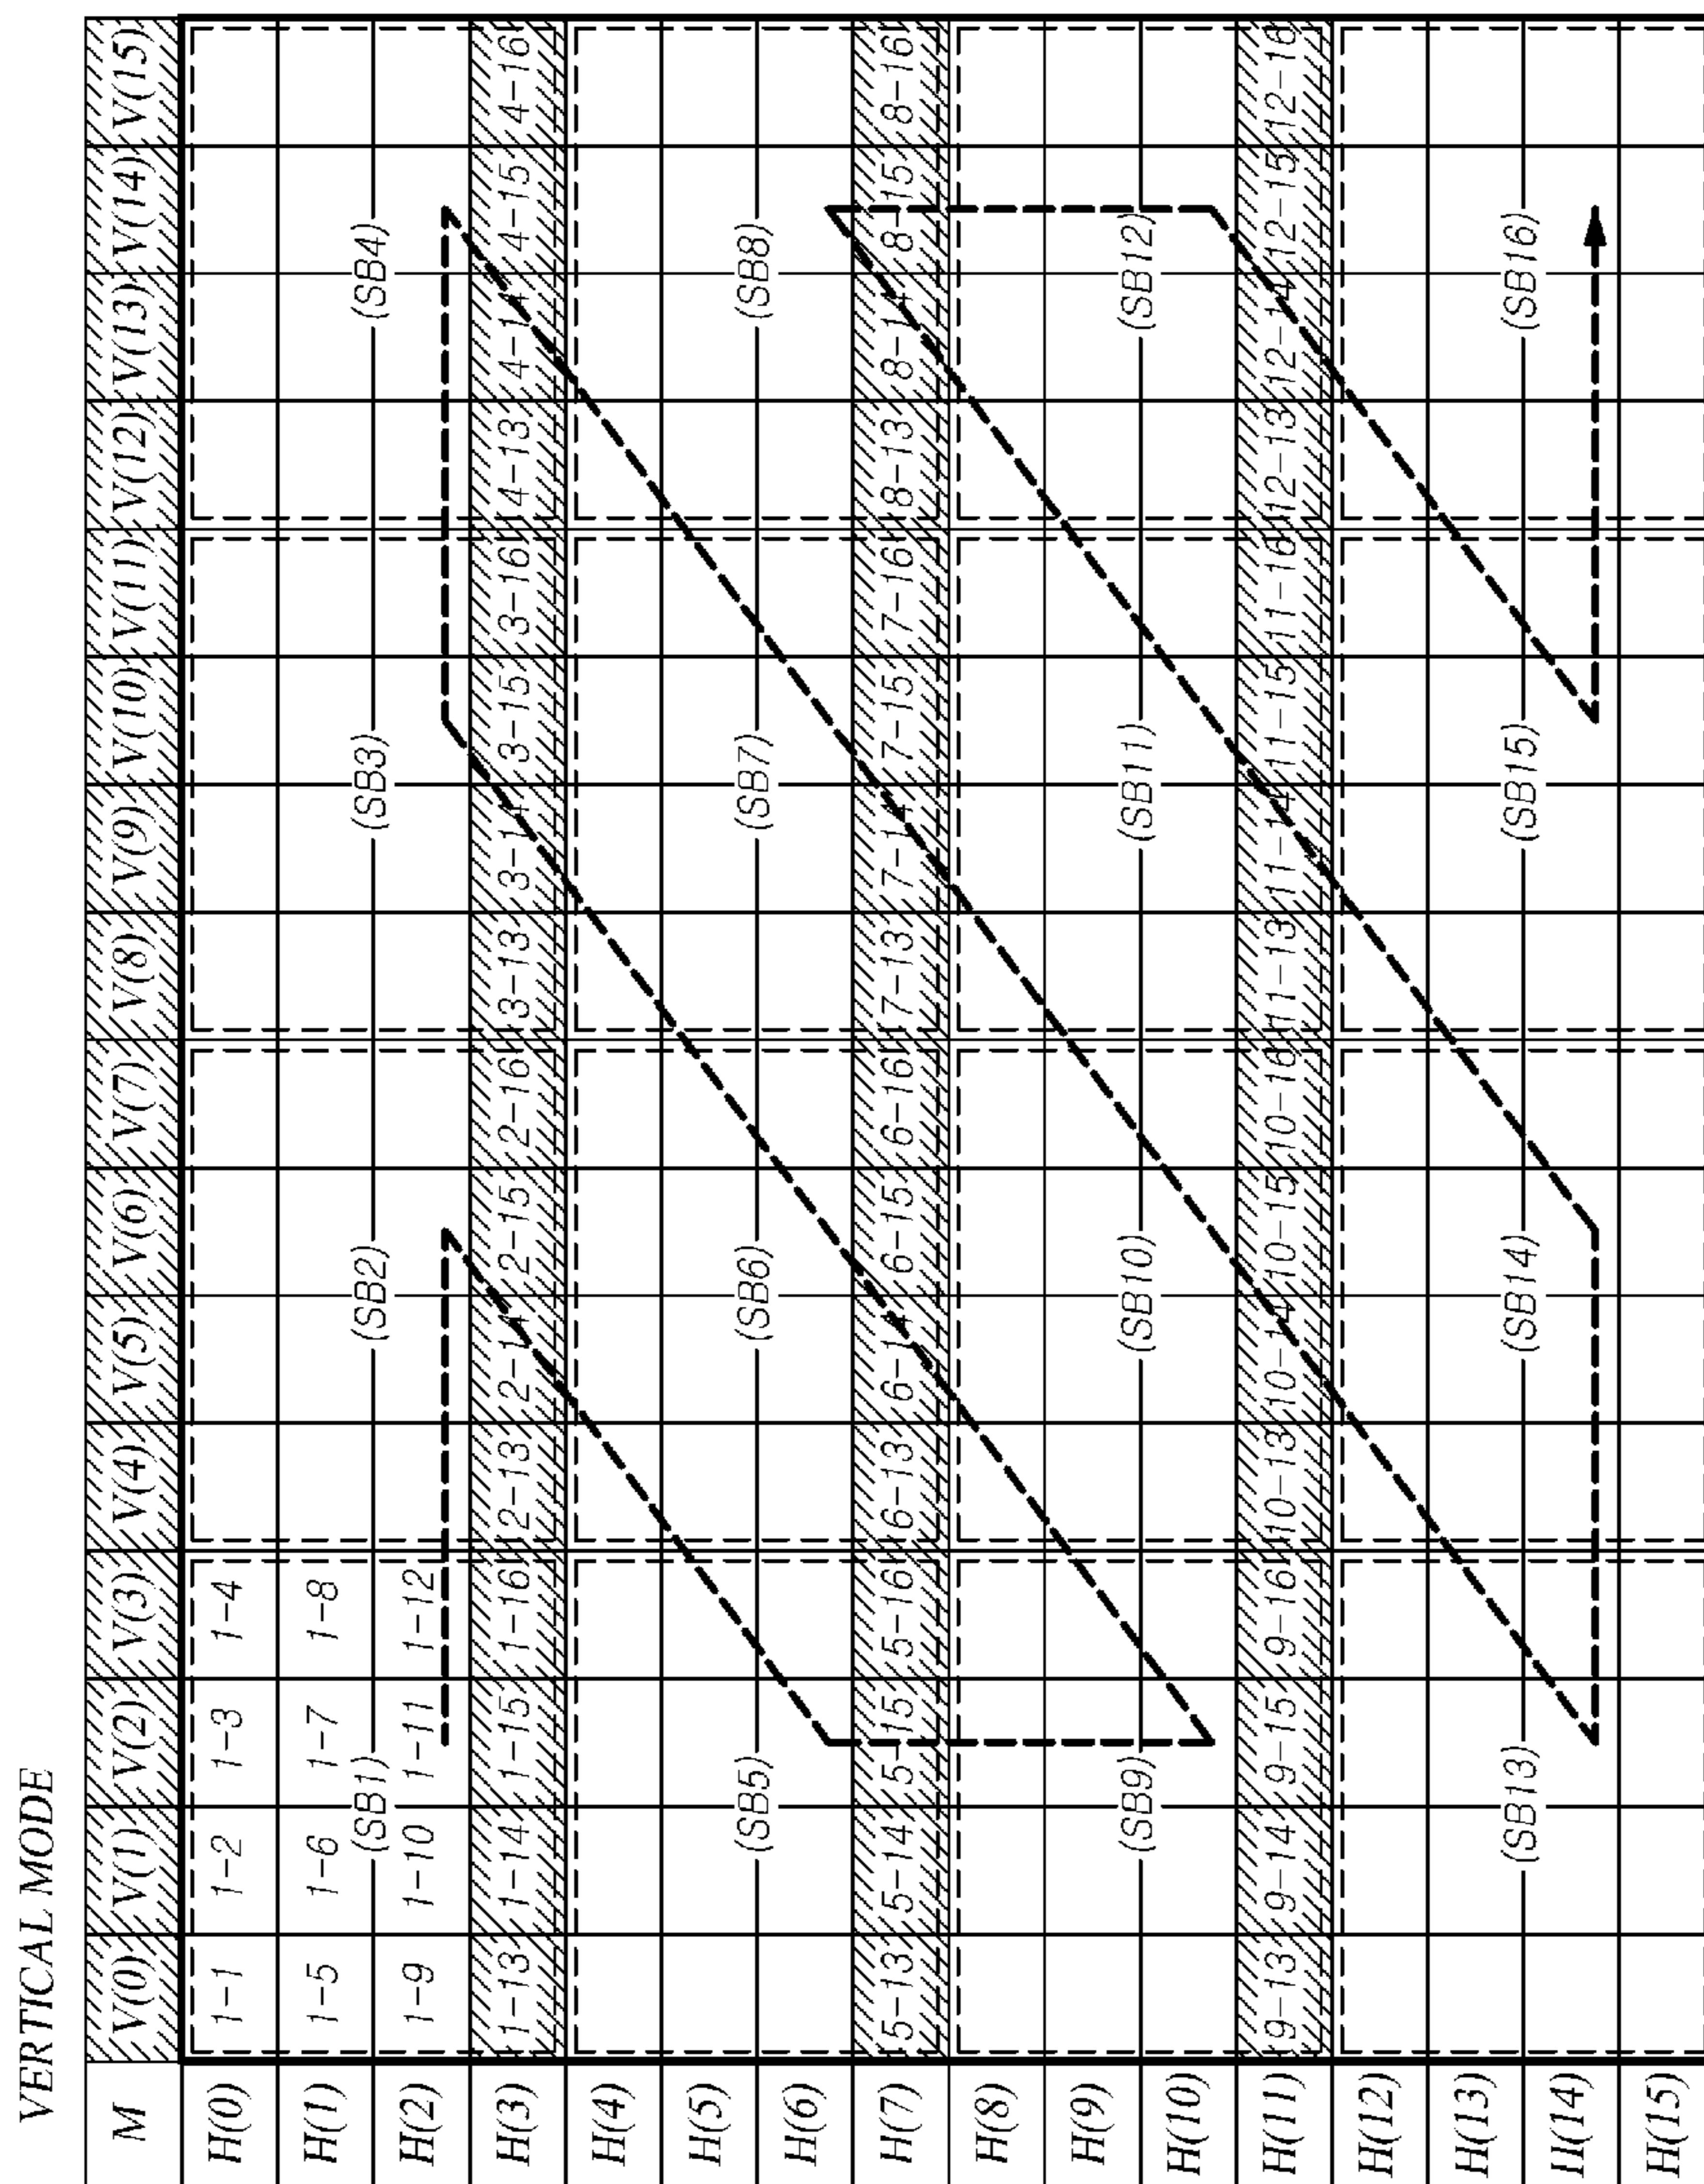 VERTICAL MODE
M V(0) V(1) V(2) V(3) V(4) V(5) V(6) V(7) V(8) V(9) V(10) V(11) V(12) V(13) V(14) V(15)
H(0) 1-1 1-2 1-3 1-4
H(1) 1-5 1-6 1-7 1-8
(SB1) (SB2) (SB3) (SB4)
H(2) 1-9 1-10 1-11 1-12
H(3) 1-13 1-14 1-15 1-16 2-13 2-14 2-15 2-16 3-13 3-14 3-15 3-16 4-13 4-14 4-15 4-16
H(4)
H(5)
(SB5) (SB6) (SB7) (SB8)
H(6)
H(7) 5-13 5-14 5-15 5-16 6-13 6-14 6-15 6-16 7-13 7-14 7-15 7-16 8-13 8-14 8-15 8-16
H(8)
H(9)
(SB9) (SB10) (SB11) (SB12)
H(10)
H(11) 9-13 9-14 9-15 9-16 10-13 10-14 10-15 10-16 11-13 11-14 11-15 11-16 12-13 12-14 12-15 12-16
H(12)
H(13)
(SB13) (SB14) (SB15) (SB16)
H(14)
H(15)